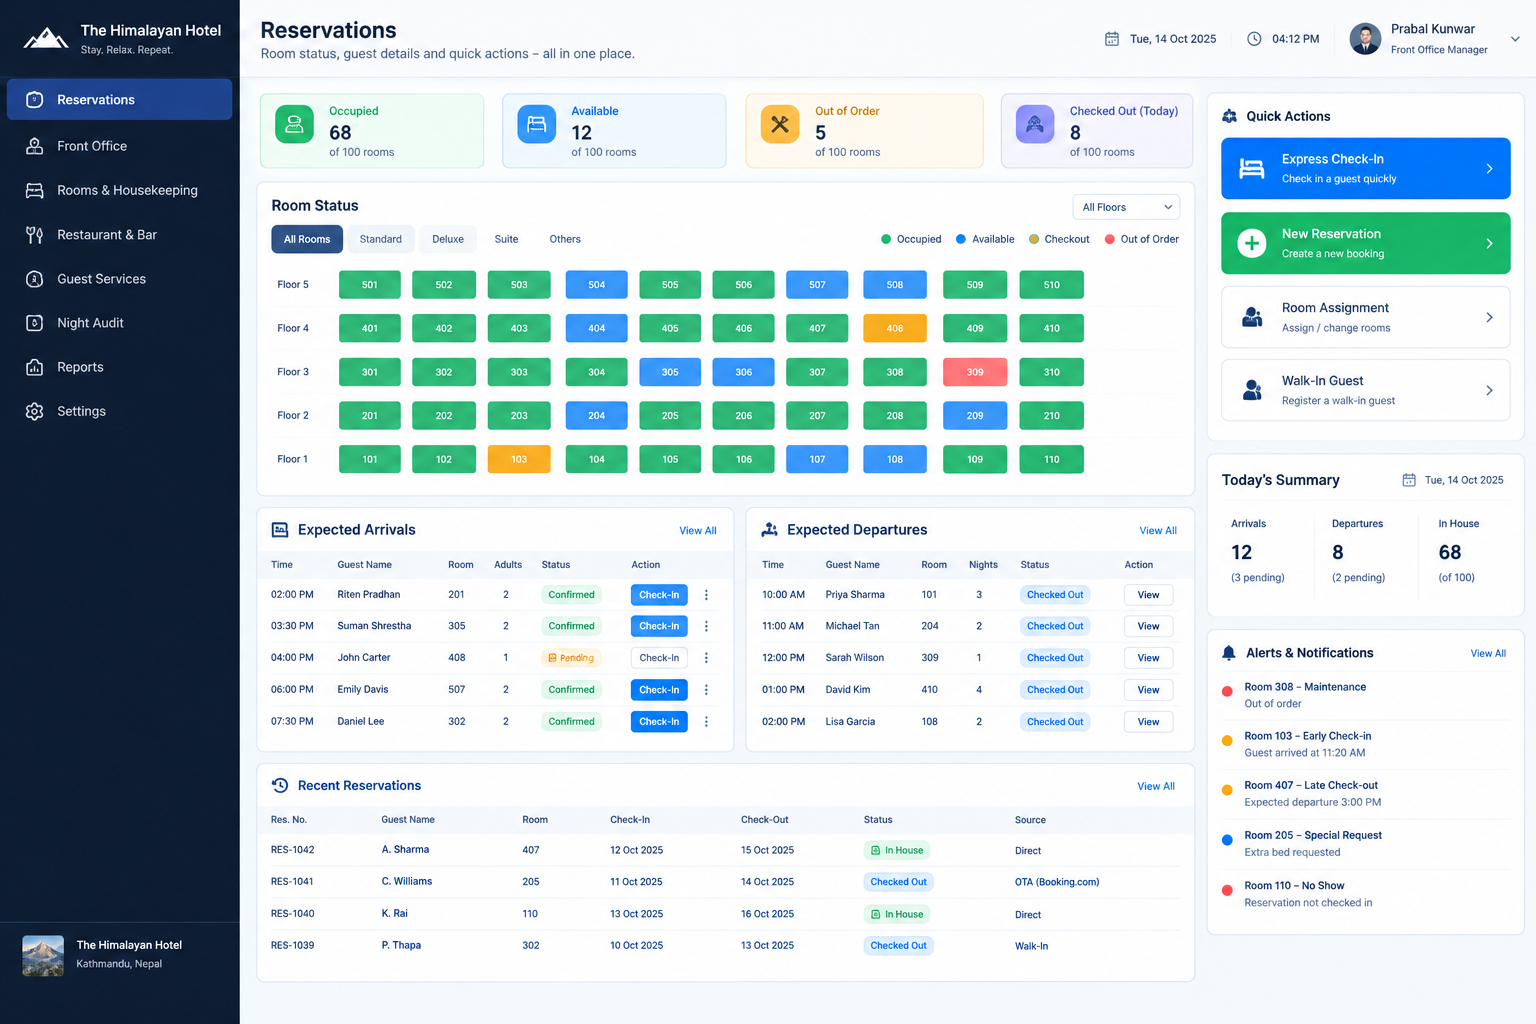 The Himalayan Hotel
Stay. Relax. Repeat.
Reservations
Front Office
Rooms & Housekeeping
Restaurant & Bar
Guest Services
Night Audit
Reports
Settings
The Himalayan Hotel
Kathmandu, Nepal
Reservations
Room status, guest details and quick actions – all in one place.
Tue, 14 Oct 2025
04:12 PM
Prabal Kunwar
Front Office Manager
Occupied
68
of 100 rooms
Available
12
of 100 rooms
Out of Order
5
of 100 rooms
Checked Out (Today)
8
of 100 rooms
Room Status
All Floors
All Rooms Standard Deluxe Suite Others
Occupied Available Checkout Out of Order
Floor 5 501 502 503 504 505 506 507 508 509 510
Floor 4 401 402 403 404 405 406 407 408 409 410
Floor 3 301 302 303 304 305 306 307 308 309 310
Floor 2 201 202 203 204 205 206 207 208 209 210
Floor 1 101 102 103 104 105 106 107 108 109 110
Expected Arrivals View All
Time Guest Name Room Adults Status Action
02:00 PM Riten Pradhan 201 2 Confirmed Check-In
03:30 PM Suman Shrestha 305 2 Confirmed Check-In
04:00 PM John Carter 408 1 Pending Check-In
06:00 PM Emily Davis 507 2 Confirmed Check-In
07:30 PM Daniel Lee 302 2 Confirmed Check-In
Expected Departures View All
Time Guest Name Room Nights Status Action
10:00 AM Priya Sharma 101 3 Checked Out View
11:00 AM Michael Tan 204 2 Checked Out View
12:00 PM Sarah Wilson 309 1 Checked Out View
01:00 PM David Kim 410 4 Checked Out View
02:00 PM Lisa Garcia 108 2 Checked Out View
Recent Reservations View All
Res. No. Guest Name Room Check-In Check-Out Status Source
RES-1042 A. Sharma 407 12 Oct 2025 15 Oct 2025 In House Direct
RES-1041 C. Williams 205 11 Oct 2025 14 Oct 2025 Checked Out OTA (Booking.com)
RES-1040 K. Rai 110 13 Oct 2025 16 Oct 2025 In House Direct
RES-1039 P. Thapa 302 10 Oct 2025 13 Oct 2025 Checked Out Walk-In
Quick Actions
Express Check-In
Check in a guest quickly
New Reservation
Create a new booking
Room Assignment
Assign / change rooms
Walk-In Guest
Register a walk-in guest
Today's Summary
Tue, 14 Oct 2025
Arrivals Departures In House
12 8 68
(3 pending) (2 pending) (of 100)
Alerts & Notifications View All
Room 308 – Maintenance
Out of order
Room 103 – Early Check-in
Guest arrived at 11:20 AM
Room 407 – Late Check-out
Expected departure 3:00 PM
Room 205 – Special Request
Extra bed requested
Room 110 – No Show
Reservation not checked in